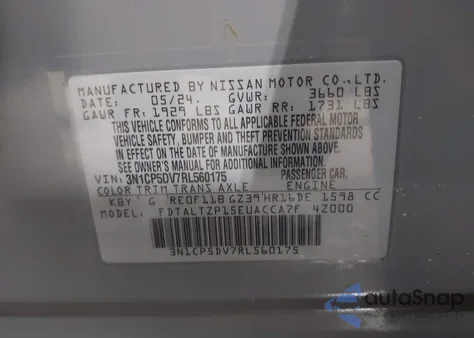 MANUFACTURED BY NISSAN MOTOR CO.,LTD.
DATE: 05/24. GVWR: 3660 LBS
GAWR FR: 1929 LBS GAWR RR: 1731 LBS
THIS VEHICLE CONFORMS TO ALL APPLICABLE FEDERAL MOTOR
VEHICLE SAFETY, BUMPER AND THEFT PREVENTION STANDARDS
IN EFFECT ON THE DATE OF MANUFACTURE SHOWN ABOVE.
SEE OWNER'S MANUAL FOR ADDITIONAL INFORMATION
VIN: 3N1CP5DV7RL560175 PASSENGER CAR.
COLOR TRIM TRANS AXLE ENGINE
KBY G RE0F11B GZ39 HR16DE 1598 CC
MODEL: FDTALTZP15EUACCA7F 4Z000
3N1CP5DV7RL560175
autoSnap